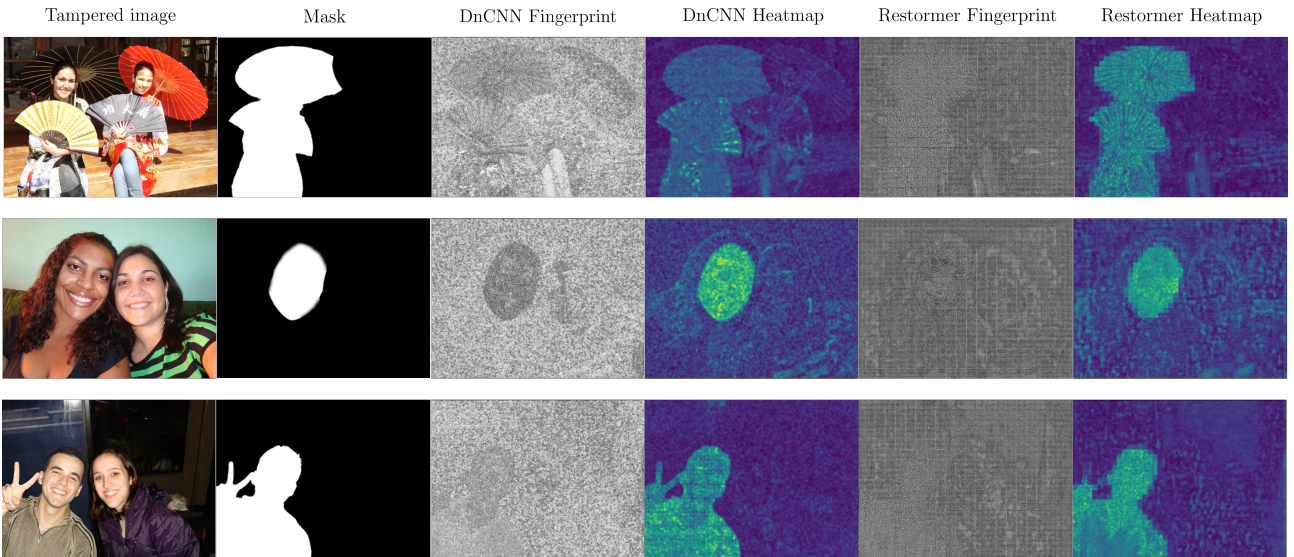 Tampered image
Mask
DnCNN Fingerprint
DnCNN Heatmap
Restormer Fingerprint
Restormer Heatmap